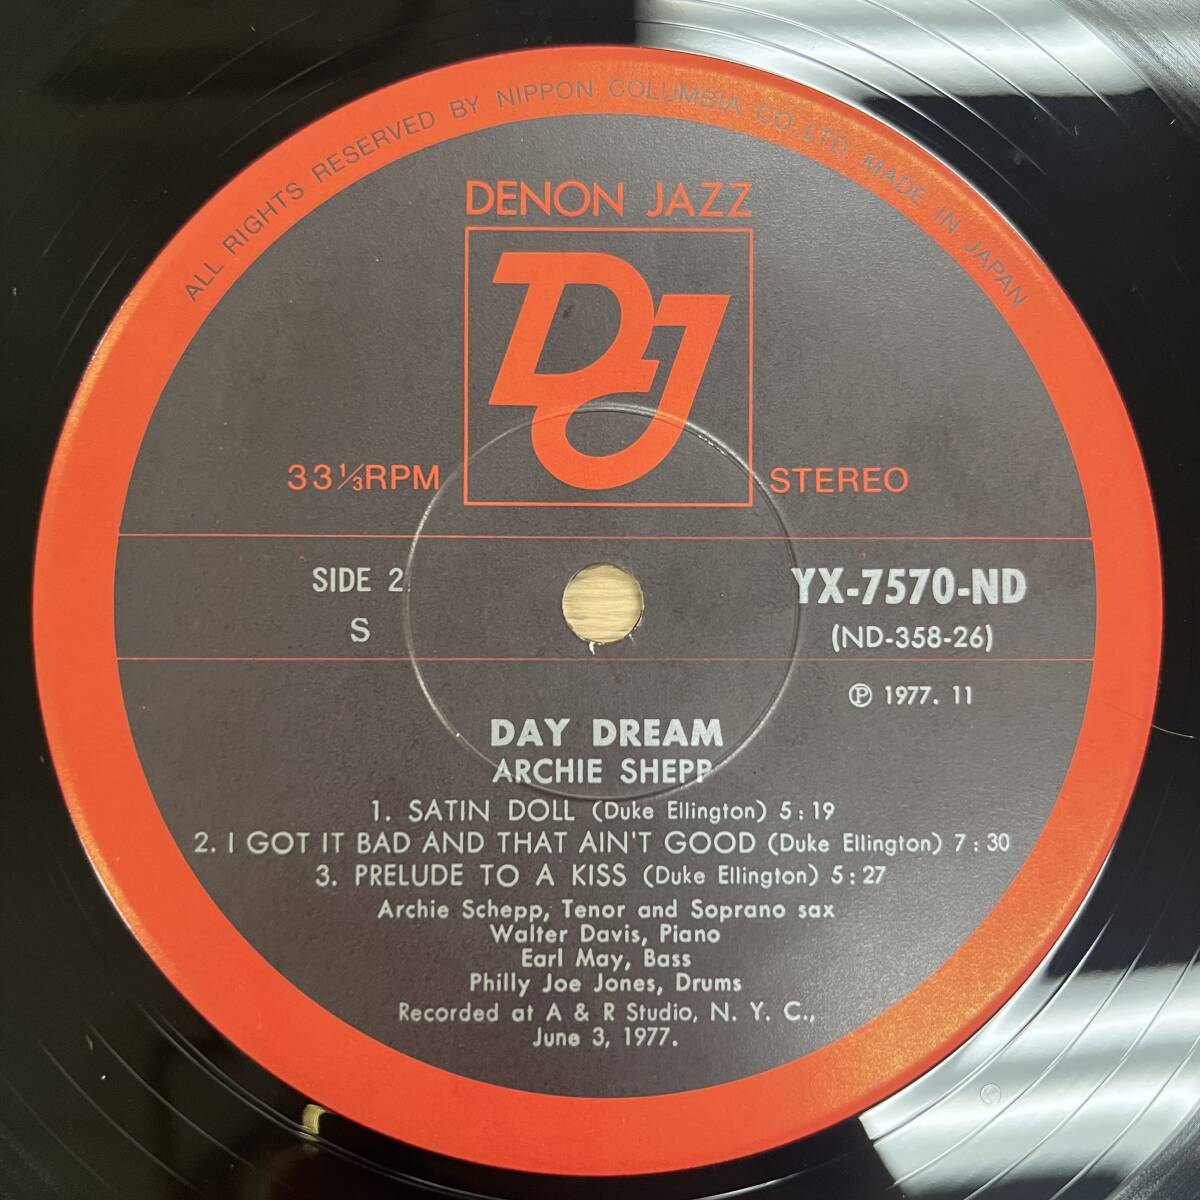 ALL RIGHTS RESERVED BY NIPPON COLUMBIA CO., LTD. MADE IN JAPAN
DENON JAZZ
DJ
33⅓RPM
STEREO
SIDE 2
YX-7570-ND
S
(ND-358-26)
Ⓟ 1977. 11
DAY DREAM
ARCHIE SHEPP
1. SATIN DOLL (Duke Ellington) 5:19
2. I GOT IT BAD AND THAT AIN'T GOOD (Duke Ellington) 7:30
3. PRELUDE TO A KISS (Duke Ellington) 5:27
Archie Schepp, Tenor and Soprano sax
Walter Davis, Piano
Earl May, Bass
Philly Joe Jones, Drums
Recorded at A & R Studio, N. Y. C.,
June 3, 1977.